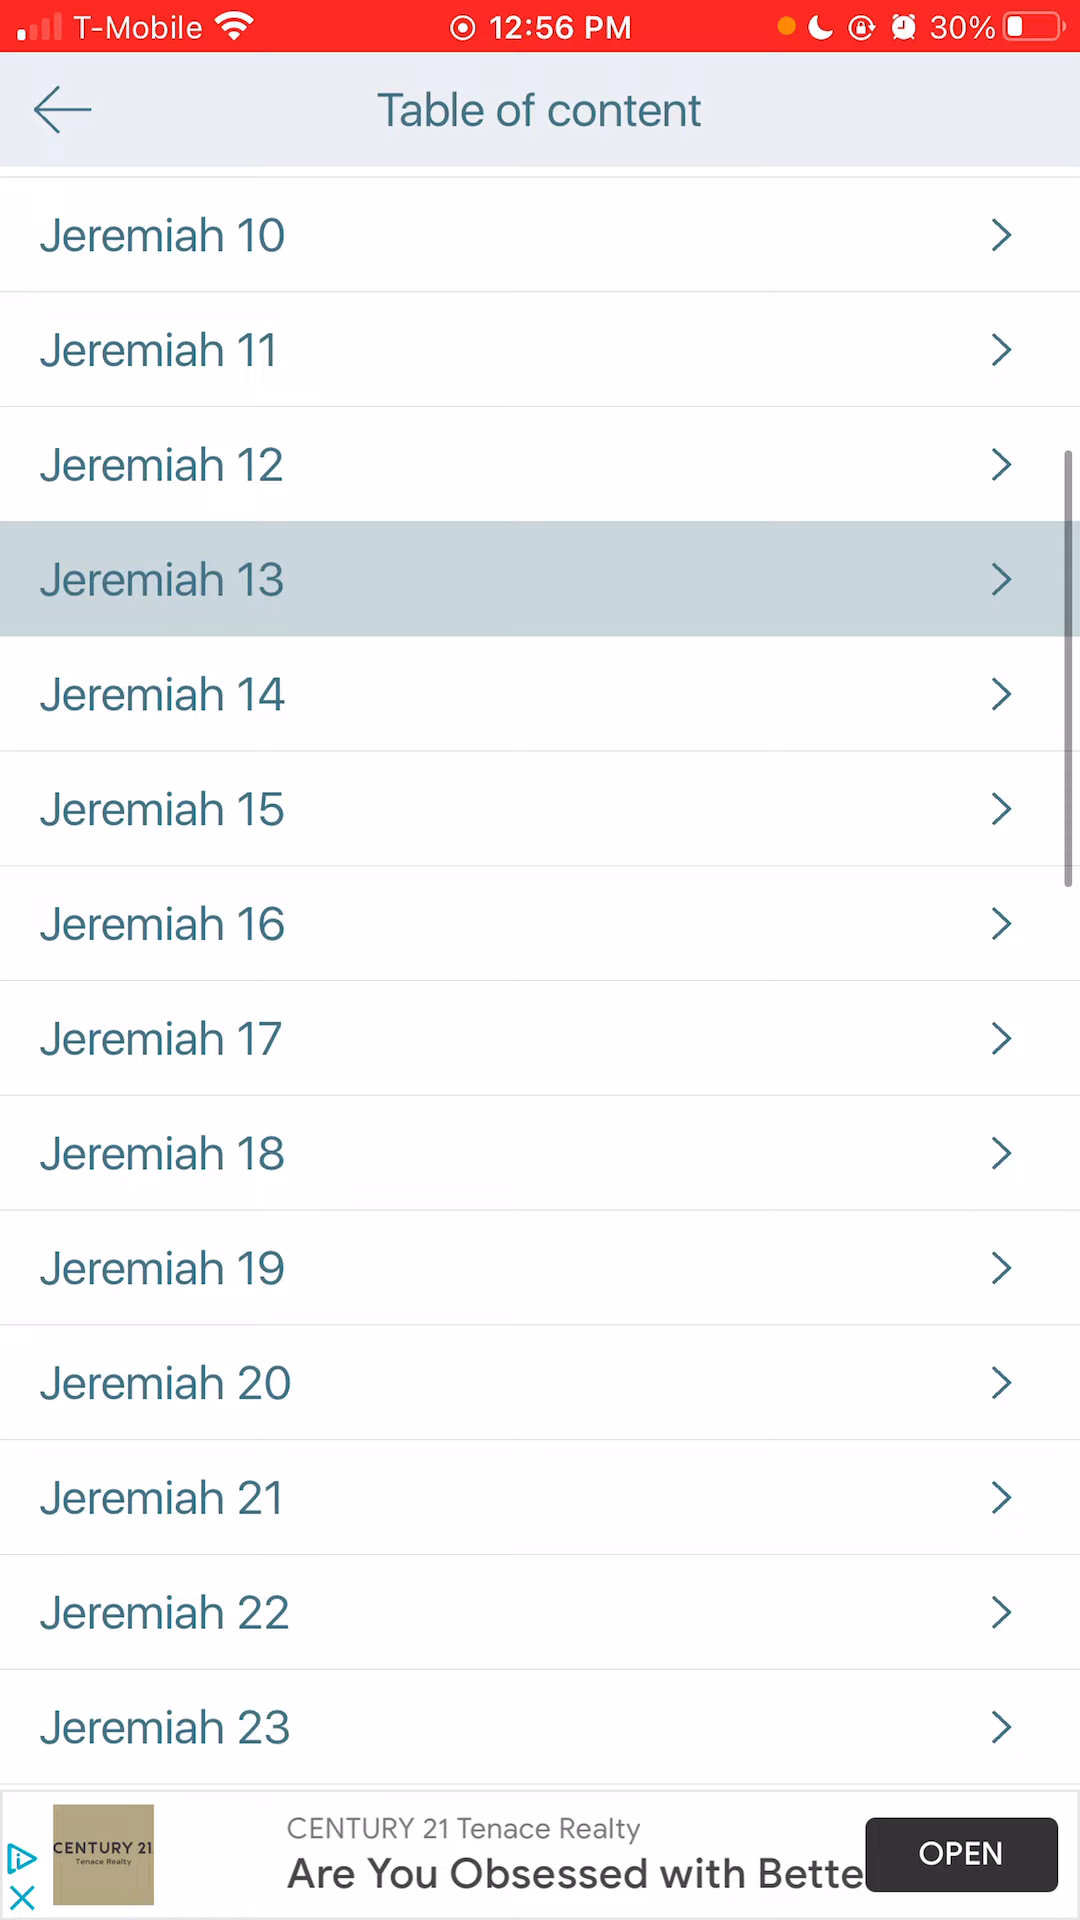 T-Mobile 12:56 PM 30%
Table of content
Jeremiah 10
Jeremiah 11
Jeremiah 12
Jeremiah 13
Jeremiah 14
Jeremiah 15
Jeremiah 16
Jeremiah 17
Jeremiah 18
Jeremiah 19
Jeremiah 20
Jeremiah 21
Jeremiah 22
Jeremiah 23
CENTURY 21
Tenace Realty
CENTURY 21 Tenace Realty
Are You Obsessed with Bette
OPEN